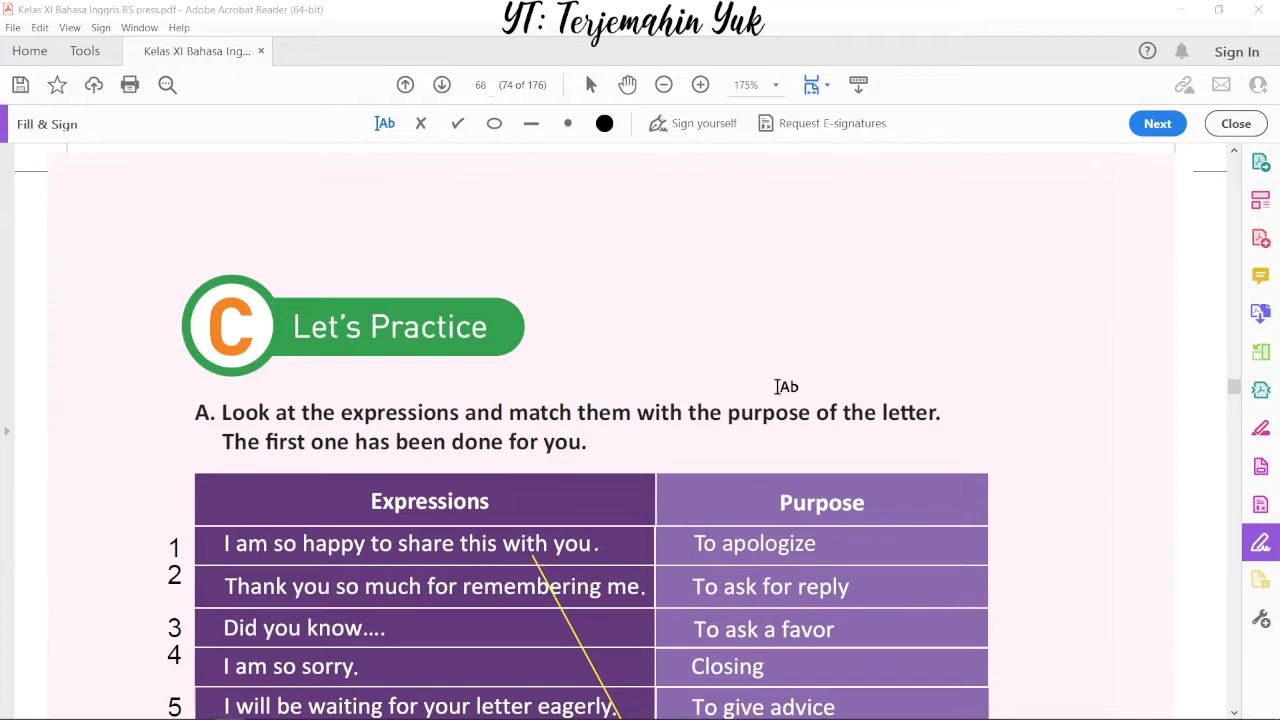 Kelas XI Bahasa Inggris BS press.pdf - Adobe Acrobat Reader (64-bit)
YT: Terjemahin Yuk
File Edit View Sign Window Help
Home Tools Kelas XI Bahasa Ing... × Sign In
68 (74 of 176) 175%
Fill & Sign Ab Sign yourself Request E-signatures Next Close
C Let's Practice
Ab
A. Look at the expressions and match them with the purpose of the letter.
The first one has been done for you.
Expressions Purpose
1 I am so happy to share this with you. To apologize
2 Thank you so much for remembering me. To ask for reply
3 Did you know.... To ask a favor
4 I am so sorry. Closing
5 I will be waiting for your letter eagerly. To give advice